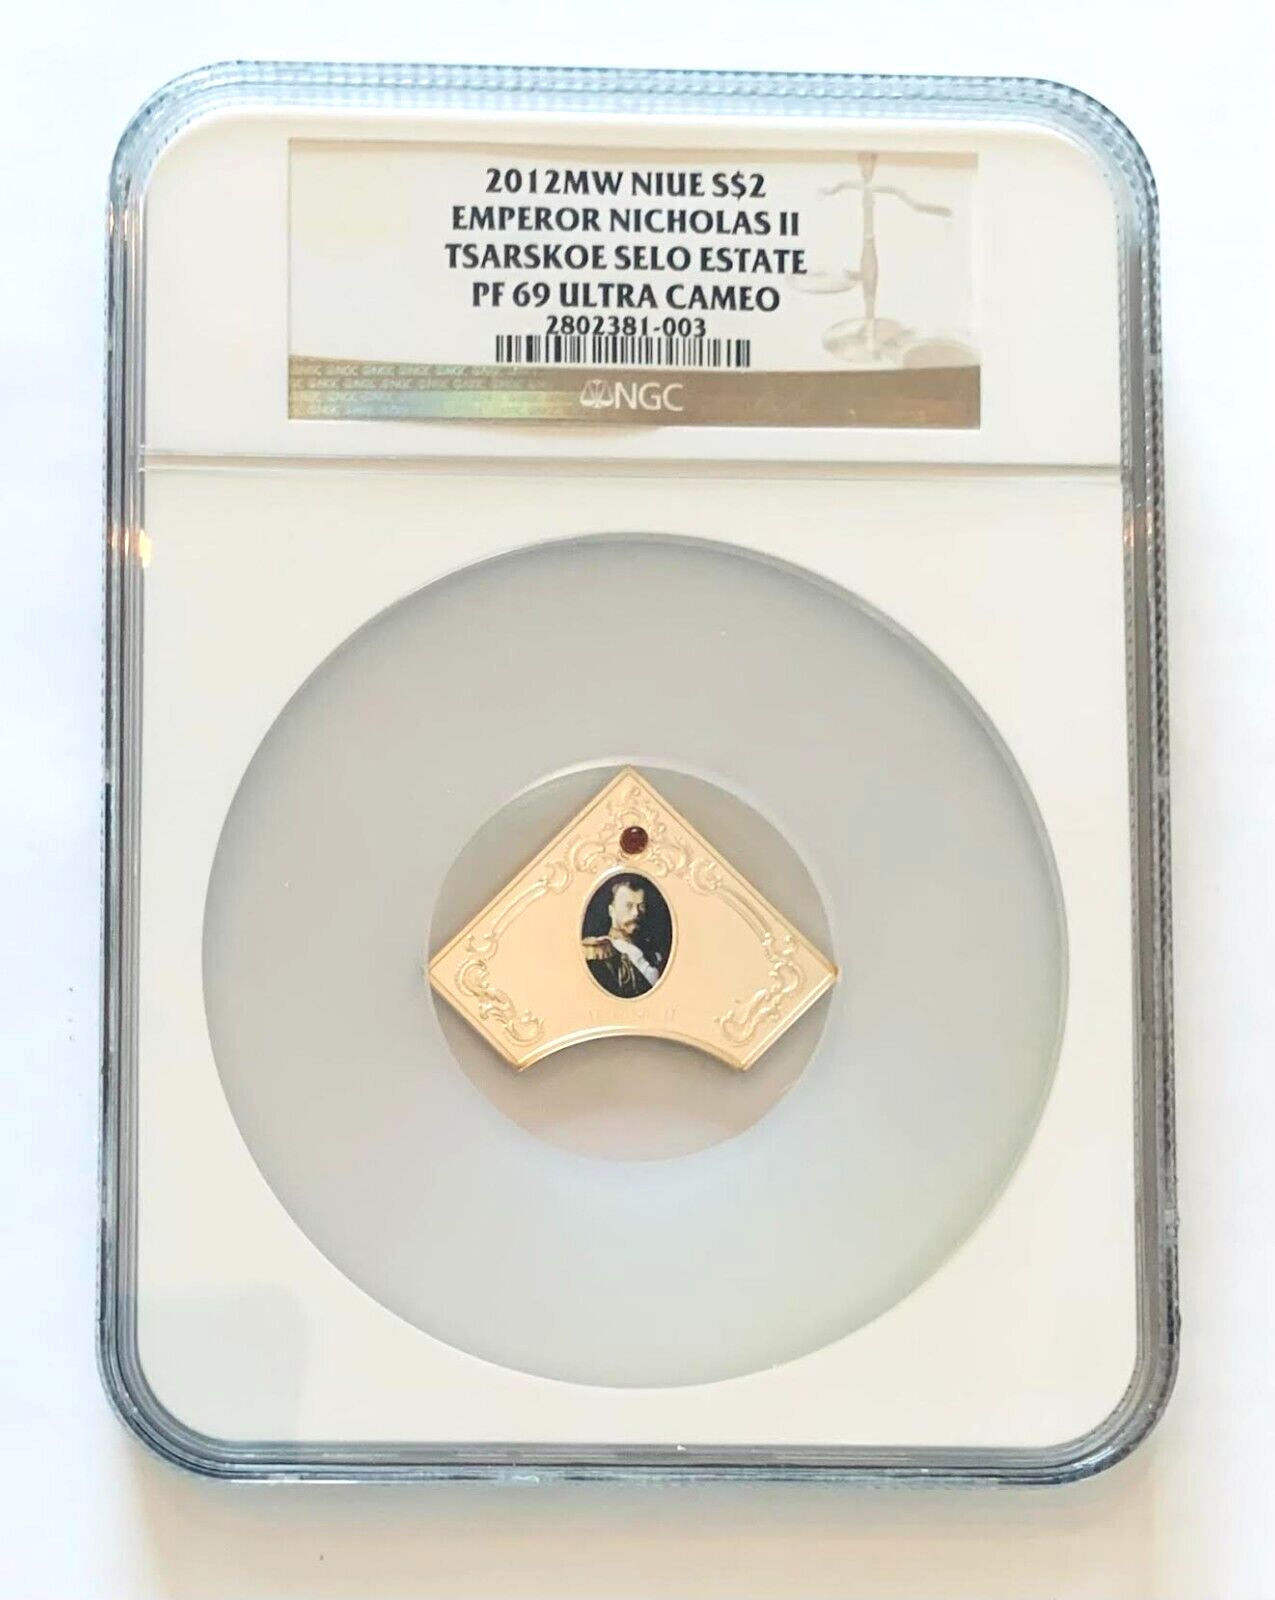 2012MW NIUE S$2
EMPEROR NICHOLAS II
TSARSKOE SELO ESTATE
PF 69 ULTRA CAMEO
2802381-003
NGC